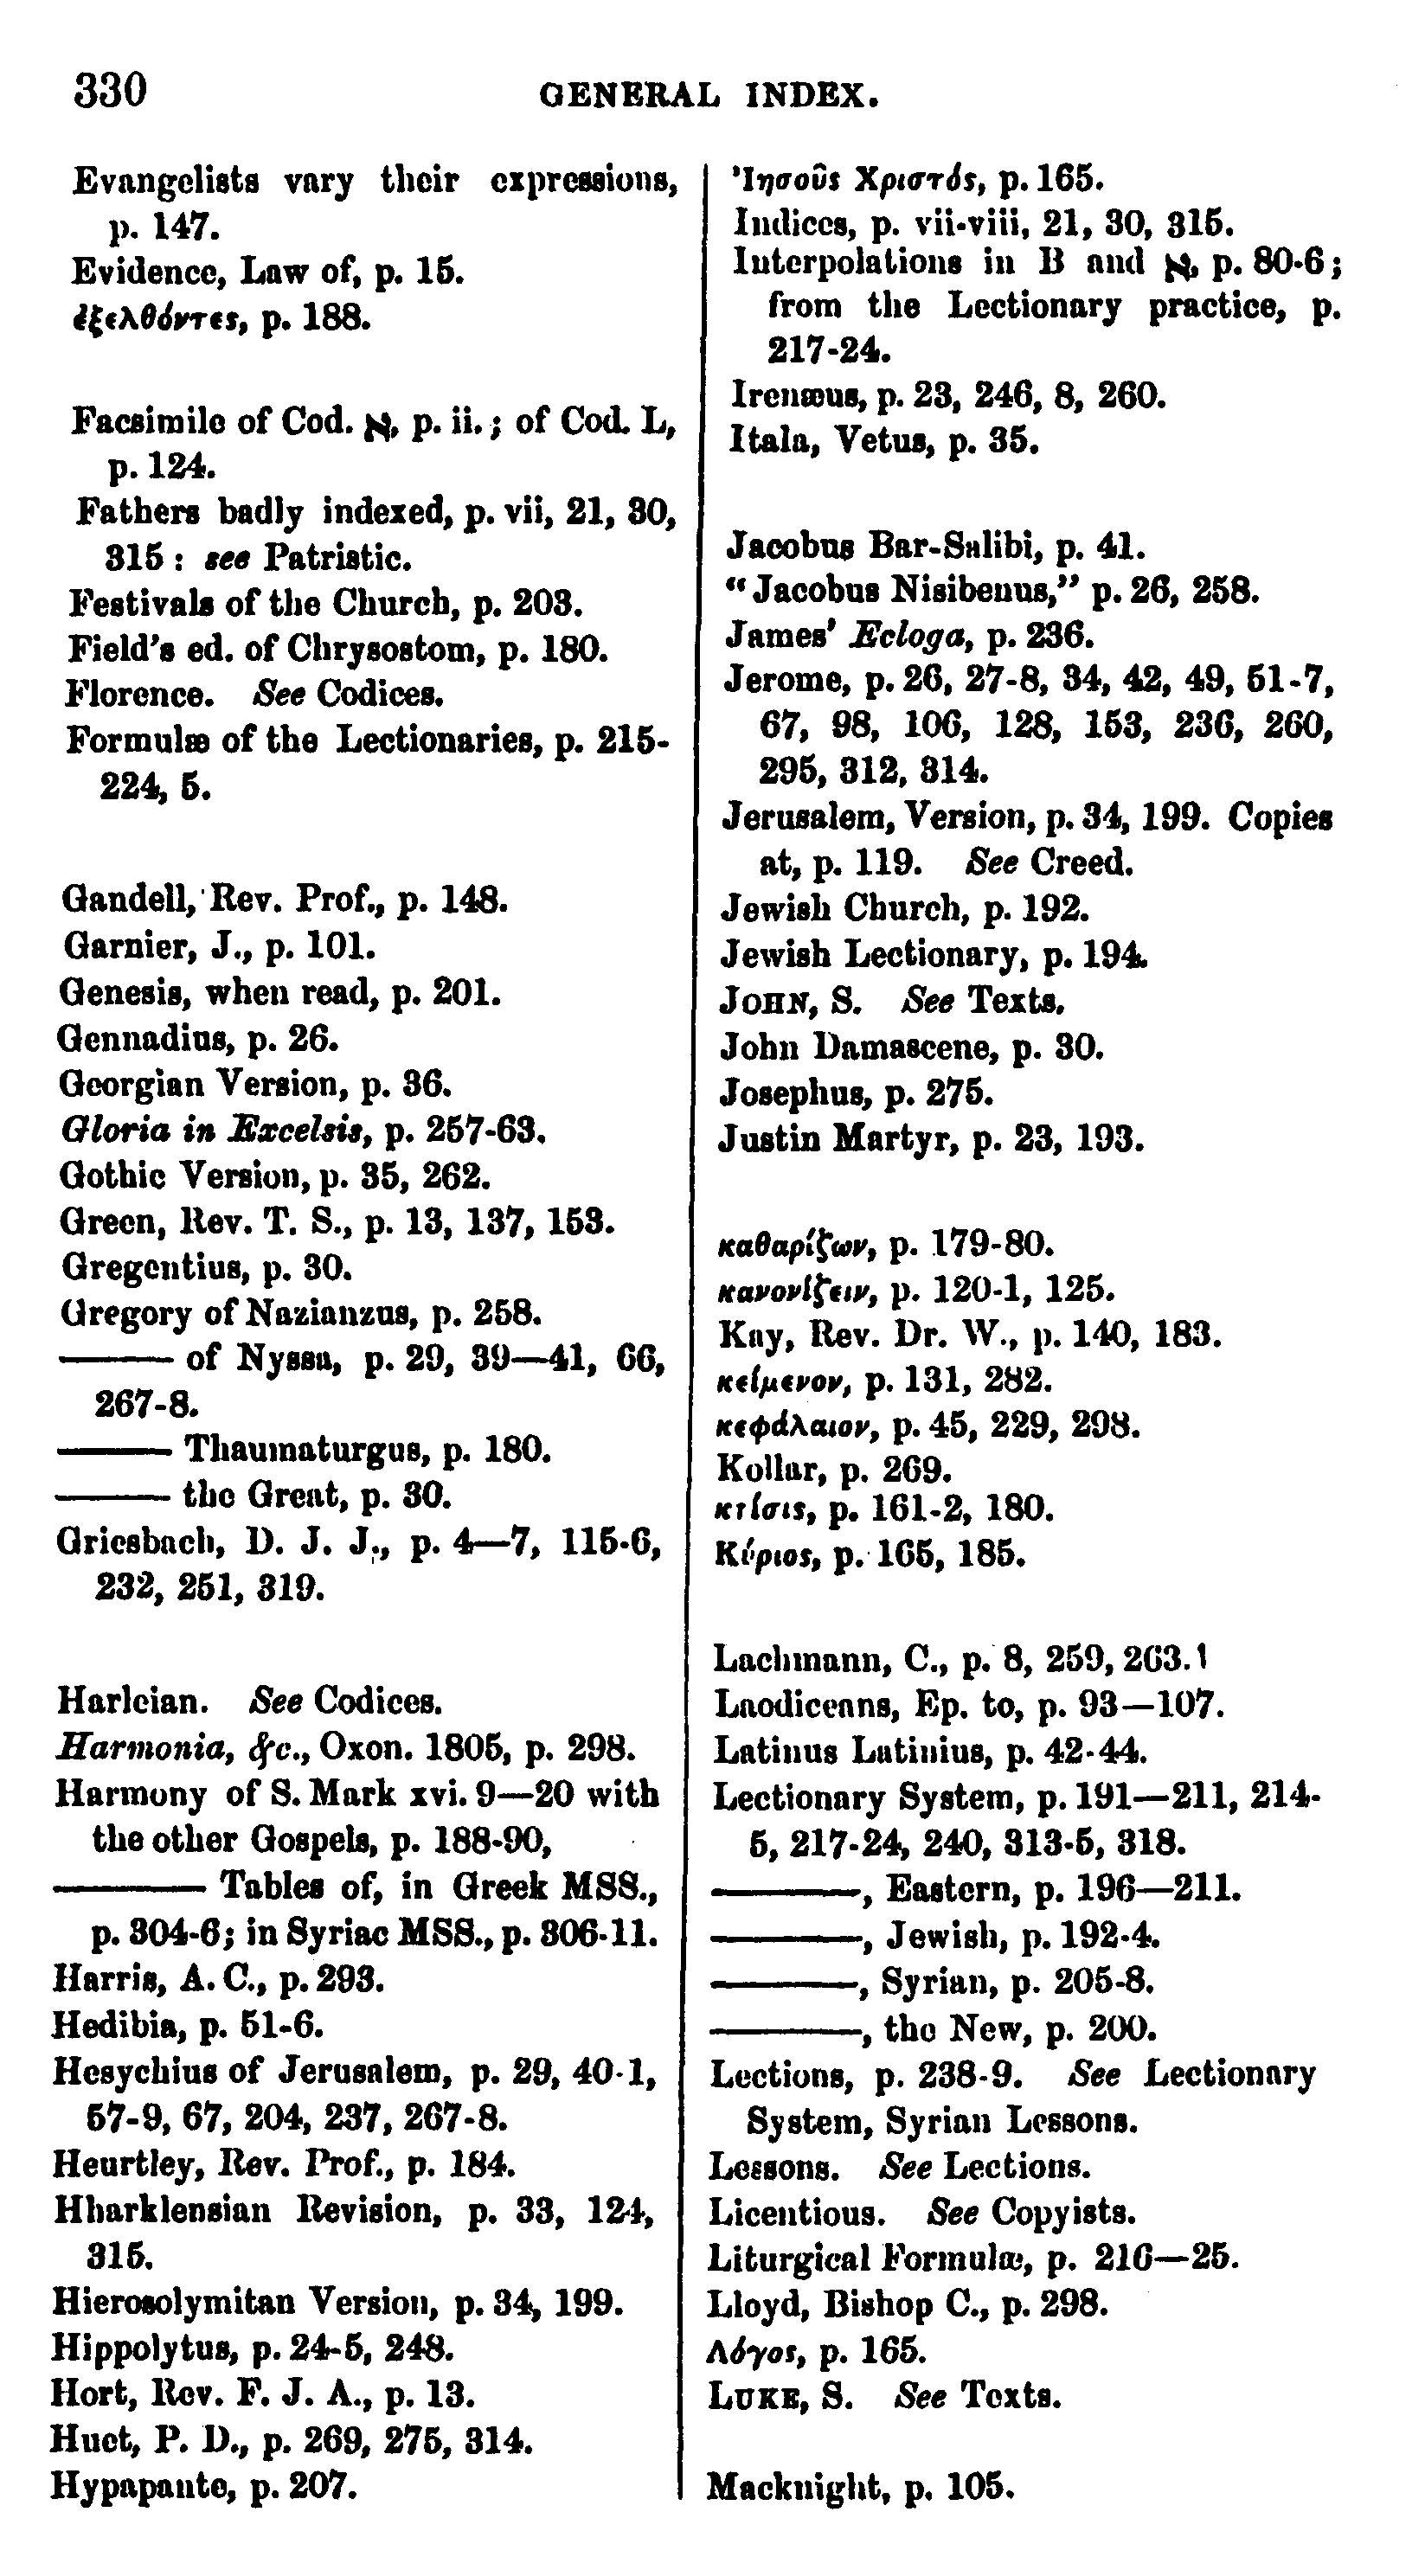 330
GENERAL INDEX.
Evangelists vary their expressions,
p. 147.
Evidence, Law of, p. 15.
ἐξελθόντες, p. 188.
Facsimile of Cod. א, p. ii. ; of Cod. L,
p. 124.
Fathers badly indexed, p. vii, 21, 30,
315 : see Patristic.
Festivals of the Church, p. 203.
Field's ed. of Chrysostom, p. 180.
Florence. See Codices.
Formulæ of the Lectionaries, p. 215-
224, 5.
Gandell, Rev. Prof., p. 148.
Garnier, J., p. 101.
Genesis, when read, p. 201.
Gennadius, p. 26.
Georgian Version, p. 36.
Gloria in Excelsis, p. 257-63.
Gothic Version, p. 35, 262.
Green, Rev. T. S., p. 13, 137, 153.
Gregentius, p. 30.
Gregory of Nazianzus, p. 258.
——— of Nyssa, p. 29, 39—41, 66,
267-8.
——— Thaumaturgus, p. 180.
——— the Great, p. 30.
Griesbach, D. J. J., p. 4—7, 115-6,
232, 251, 319.
Harleian. See Codices.
Harmonia, &c., Oxon. 1805, p. 298.
Harmony of S. Mark xvi. 9—20 with
the other Gospels, p. 188-90,
———— Tables of, in Greek MSS.,
p. 304-6; in Syriac MSS., p. 306-11.
Harris, A. C., p. 293.
Hedibia, p. 51-6.
Hesychius of Jerusalem, p. 29, 40-1,
57-9, 67, 204, 237, 267-8.
Heurtley, Rev. Prof., p. 184.
Hharklensian Revision, p. 33, 124,
315.
Hierosolymitan Version, p. 34, 199.
Hippolytus, p. 24-5, 248.
Hort, Rev. F. J. A., p. 13.
Huet, P. D., p. 269, 275, 314.
Hypapante, p. 207.
Ἰησοῦς Χριστός, p. 165.
Indices, p. vii-viii, 21, 30, 315.
Interpolations in B and א, p. 80-6;
from the Lectionary practice, p.
217-24.
Irenæus, p. 23, 246, 8, 260.
Itala, Vetus, p. 35.
Jacobus Bar-Salibi, p. 41.
“Jacobus Nisibenus,” p. 26, 258.
James' Ecloga, p. 236.
Jerome, p. 26, 27-8, 34, 42, 49, 51-7,
67, 98, 106, 128, 153, 236, 260,
295, 312, 314.
Jerusalem, Version, p. 34, 199. Copies
at, p. 119. See Creed.
Jewish Church, p. 192.
Jewish Lectionary, p. 194.
JOHN, S. See Texts.
John Damascene, p. 30.
Josephus, p. 275.
Justin Martyr, p. 23, 193.
καθαρίζων, p. 179-80.
κανονίζειν, p. 120-1, 125.
Kay, Rev. Dr. W., p. 140, 183.
κείμενον, p. 131, 282.
κεφάλαιον, p. 45, 229, 298.
Kollar, p. 269.
κτίσις, p. 161-2, 180.
Κύριος, p. 165, 185.
Lachmann, C., p. 8, 259, 263.
Laodiceans, Ep. to, p. 93—107.
Latinus Latinius, p. 42-44.
Lectionary System, p. 191—211, 214-
5, 217-24, 240, 313-5, 318.
————, Eastern, p. 196—211.
————, Jewish, p. 192-4.
————, Syrian, p. 205-8.
————, the New, p. 200.
Lections, p. 238-9. See Lectionary
System, Syrian Lessons.
Lessons. See Lections.
Licentious. See Copyists.
Liturgical Formulæ, p. 216—25.
Lloyd, Bishop C., p. 298.
Λόγος, p. 165.
LUKE, S. See Texts.
Macknight, p. 105.